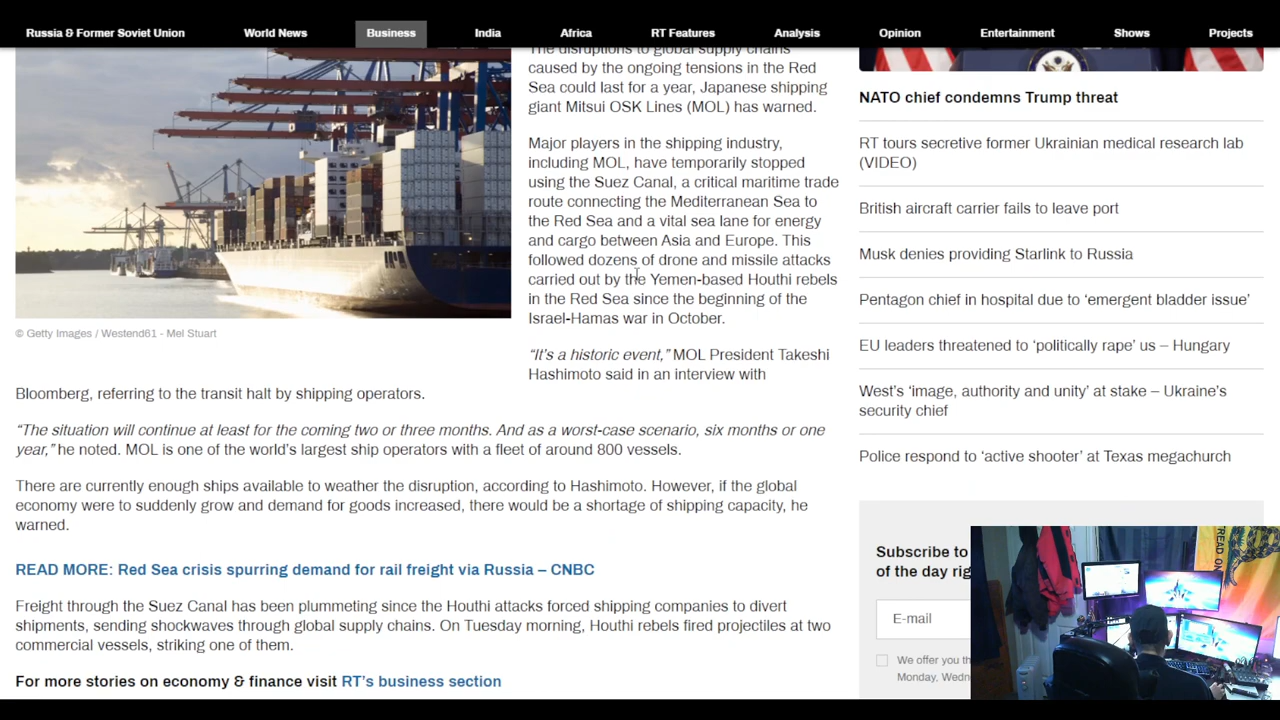 Russia & Former Soviet Union World News Business India Africa RT Features Analysis Opinion Entertainment Shows Projects
The disruptions to global supply chains
caused by the ongoing tensions in the Red
Sea could last for a year, Japanese shipping
giant Mitsui OSK Lines (MOL) has warned.
Major players in the shipping industry,
including MOL, have temporarily stopped
using the Suez Canal, a critical maritime trade
route connecting the Mediterranean Sea to
the Red Sea and a vital sea lane for energy
and cargo between Asia and Europe. This
followed dozens of drone and missile attacks
carried out by the Yemen-based Houthi rebels
in the Red Sea since the beginning of the
Israel-Hamas war in October.
© Getty Images / Westend61 - Mel Stuart
“It’s a historic event,” MOL President Takeshi
Hashimoto said in an interview with
Bloomberg, referring to the transit halt by shipping operators.
“The situation will continue at least for the coming two or three months. And as a worst-case scenario, six months or one
year,” he noted. MOL is one of the world’s largest ship operators with a fleet of around 800 vessels.
There are currently enough ships available to weather the disruption, according to Hashimoto. However, if the global
economy were to suddenly grow and demand for goods increased, there would be a shortage of shipping capacity, he
warned.
READ MORE: Red Sea crisis spurring demand for rail freight via Russia – CNBC
Freight through the Suez Canal has been plummeting since the Houthi attacks forced shipping companies to divert
shipments, sending shockwaves through global supply chains. On Tuesday morning, Houthi rebels fired projectiles at two
commercial vessels, striking one of them.
For more stories on economy & finance visit RT’s business section
NATO chief condemns Trump threat
RT tours secretive former Ukrainian medical research lab
(VIDEO)
British aircraft carrier fails to leave port
Musk denies providing Starlink to Russia
Pentagon chief in hospital due to ‘emergent bladder issue’
EU leaders threatened to ‘politically rape’ us – Hungary
West’s ‘image, authority and unity’ at stake – Ukraine’s
security chief
Police respond to ‘active shooter’ at Texas megachurch
Subscribe to
of the day
E-mail
We offer you
Monday,
TREAD ON